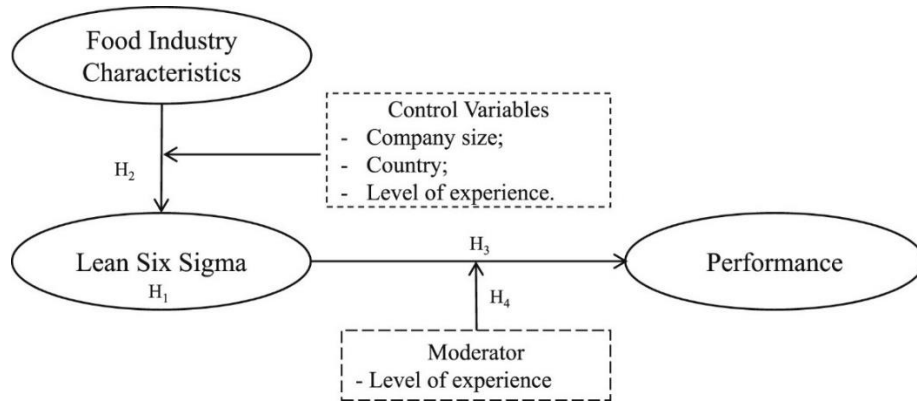 Food Industry
Characteristics
Control Variables
- Company size;
- Country;
- Level of experience.
H₂
Lean Six Sigma
H₁
H₃
Performance
H₄
Moderator
- Level of experience